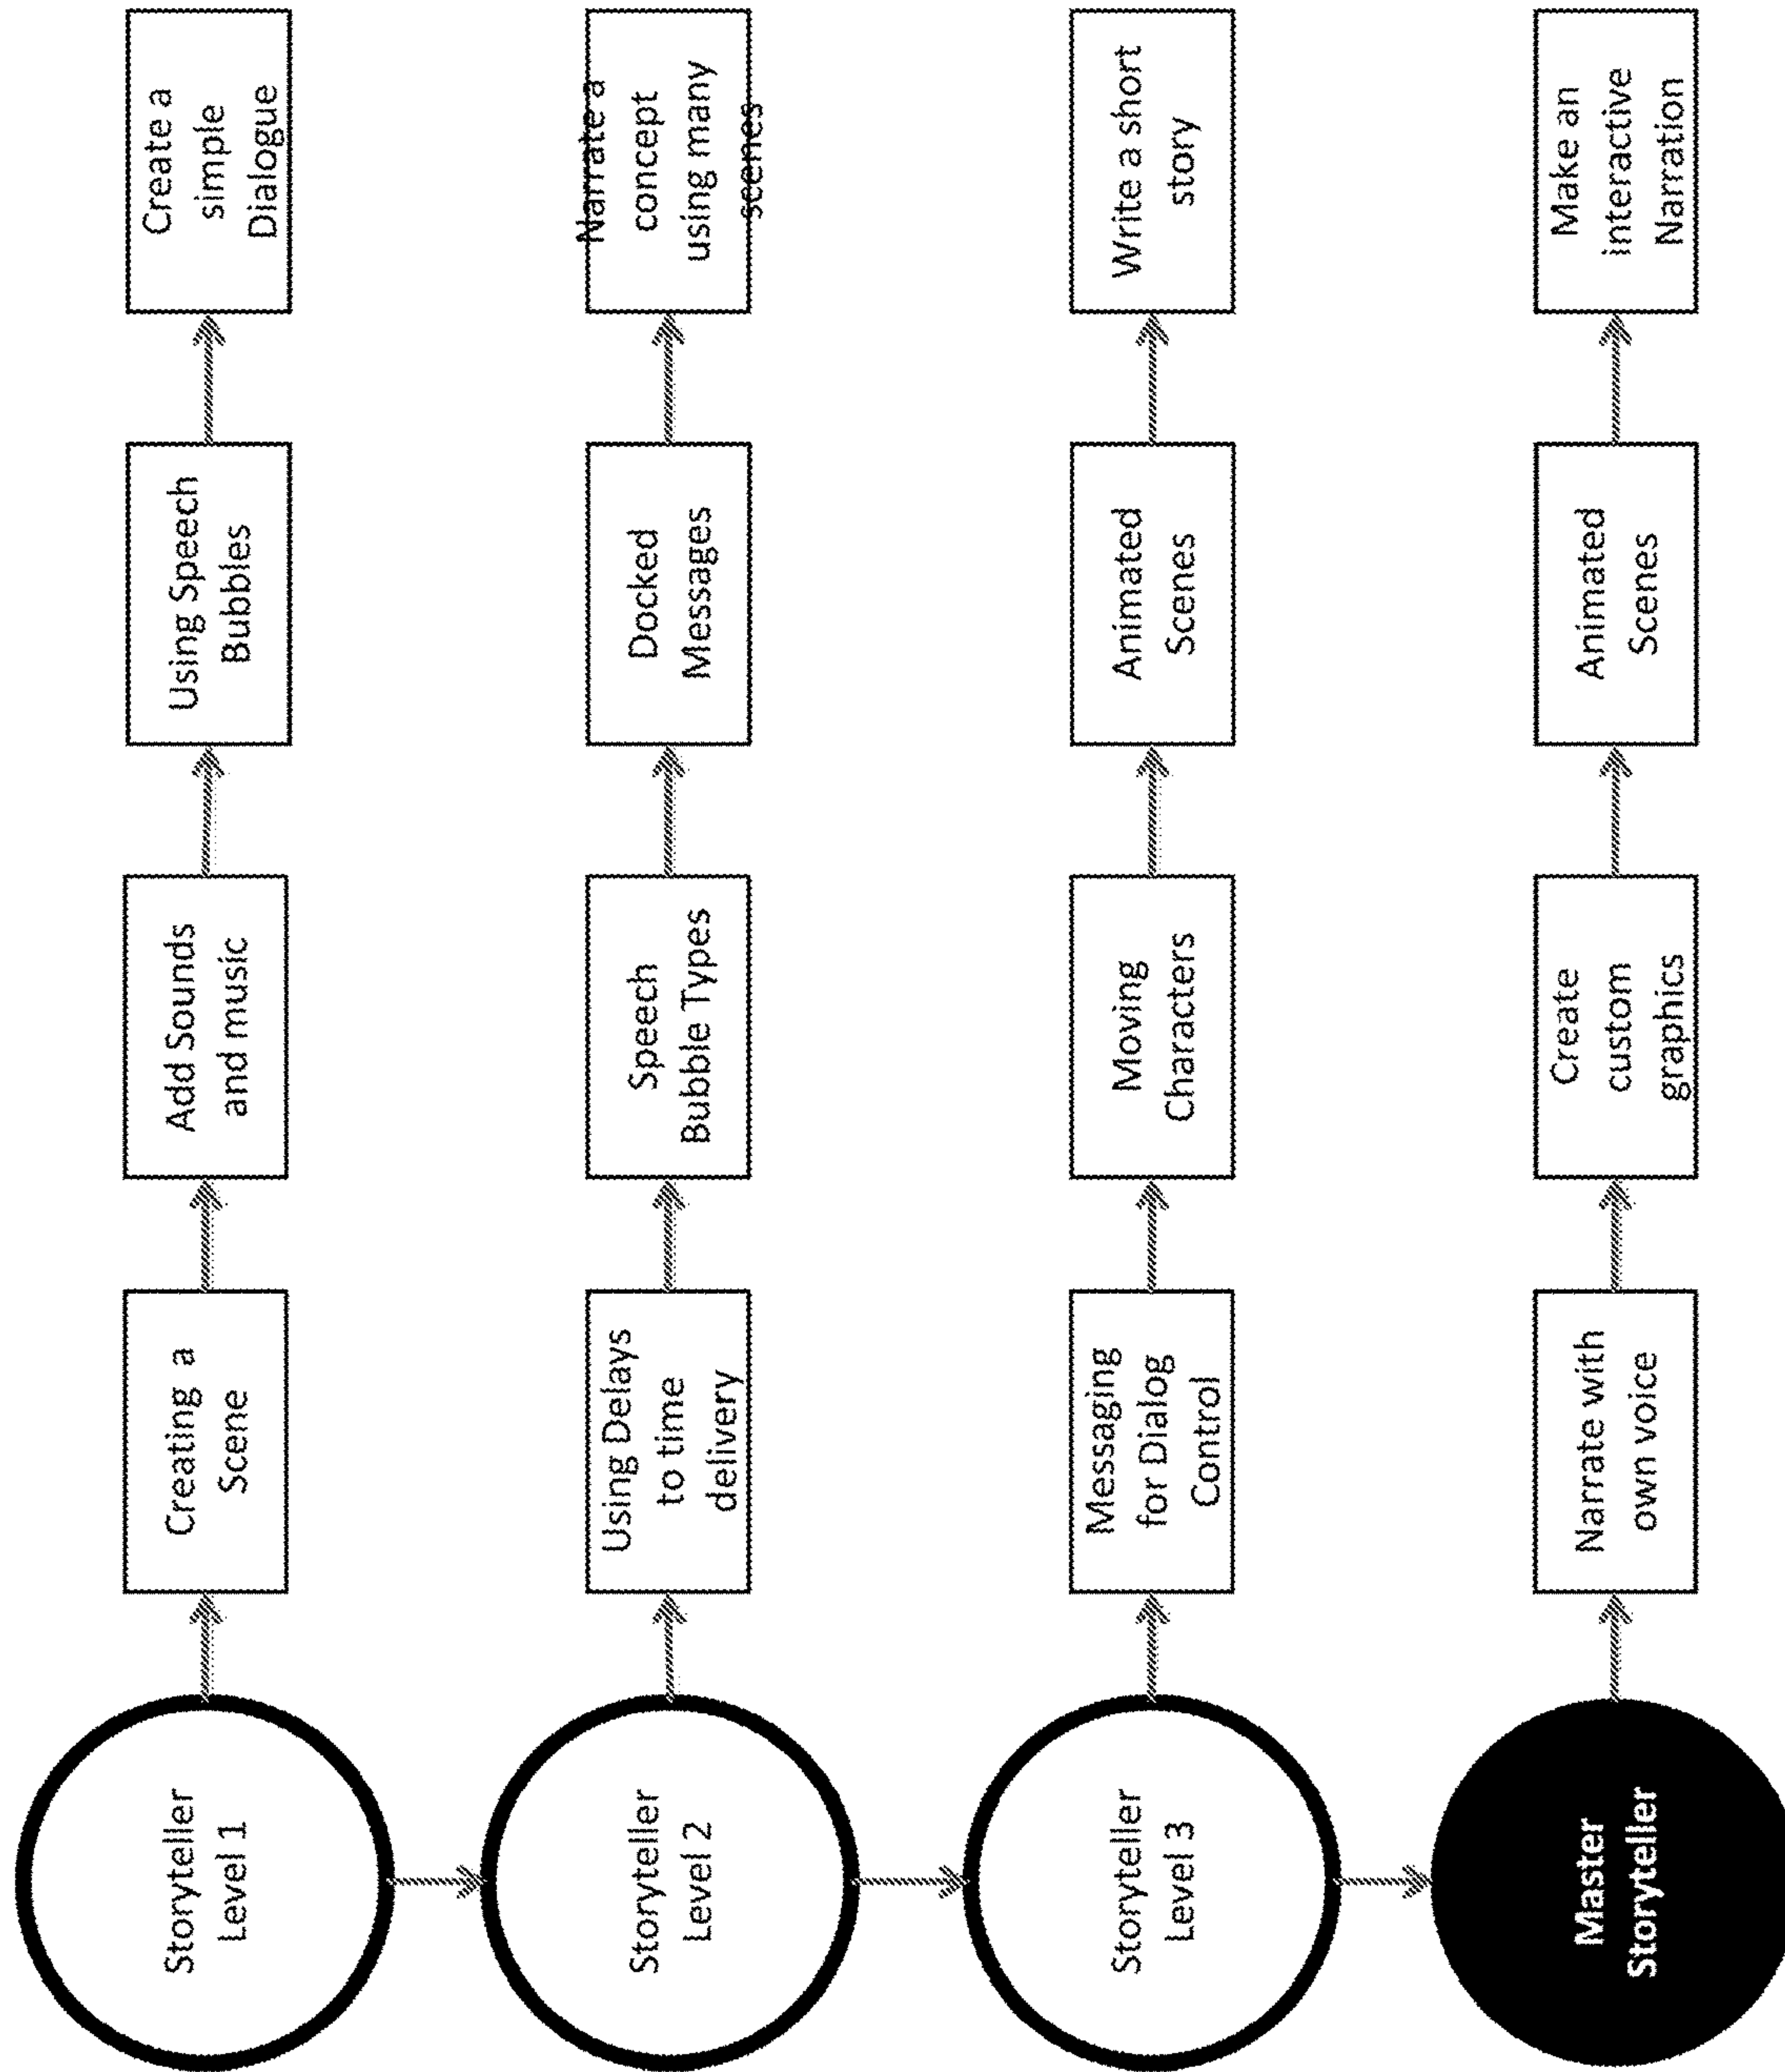 Storyteller
Level 1
Creating a
Scene
Add Sounds
and music
Using Speech
Bubbles
Create a
simple
Dialogue
Storyteller
Level 2
Using Delays
to time
delivery
Speech
Bubble Types
Docked
Messages
Narrate a
concept
using many
scenes
Storyteller
Level 3
Messaging
for Dialog
Control
Moving
Characters
Animated
Scenes
Write a short
story
Master
Storyteller
Narrate with
own voice
Create
custom
graphics
Animated
Scenes
Make an
interactive
Narration